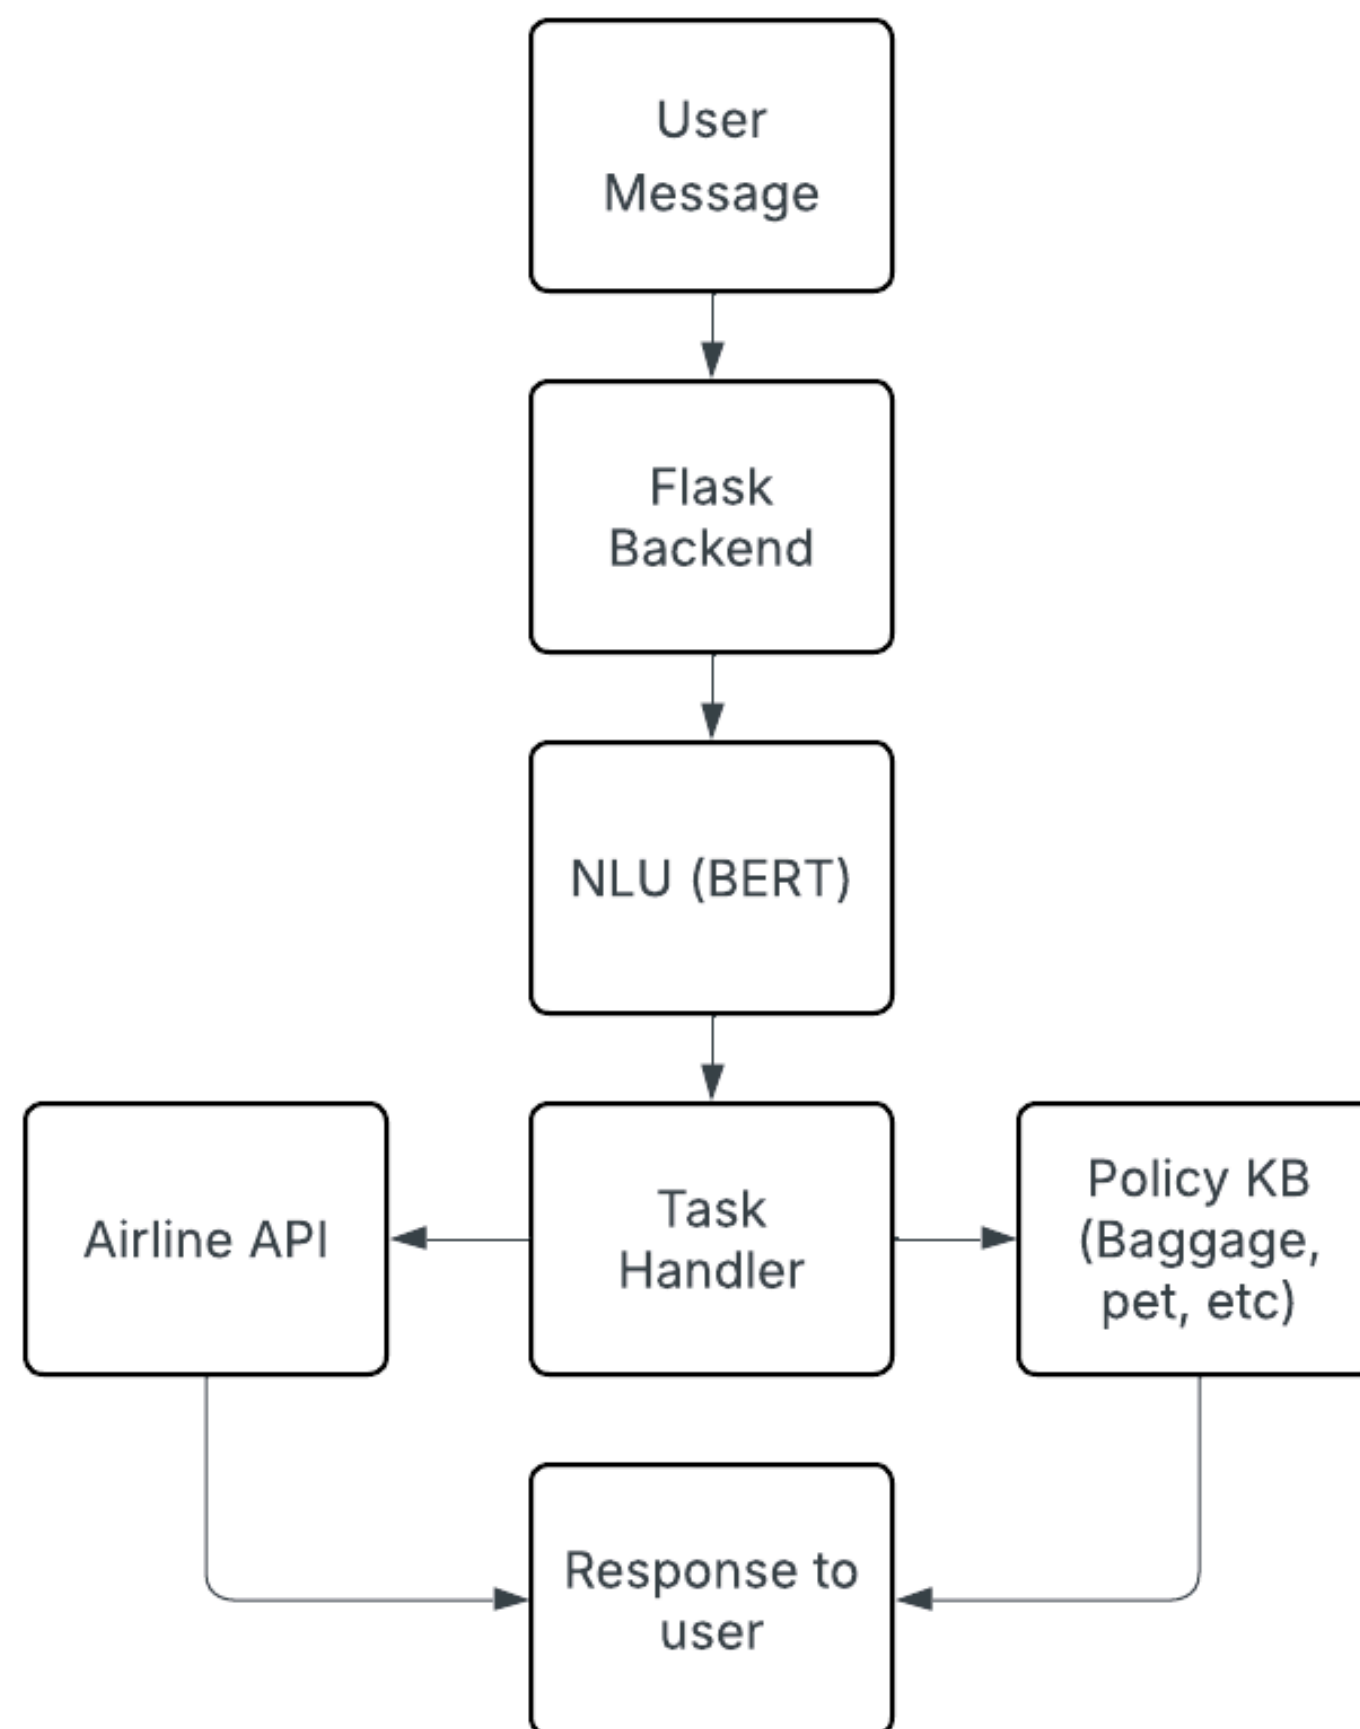 User
Message
Flask
Backend
NLU (BERT)
Airline API
Task
Handler
Policy KB
(Baggage,
pet, etc)
Response to
user